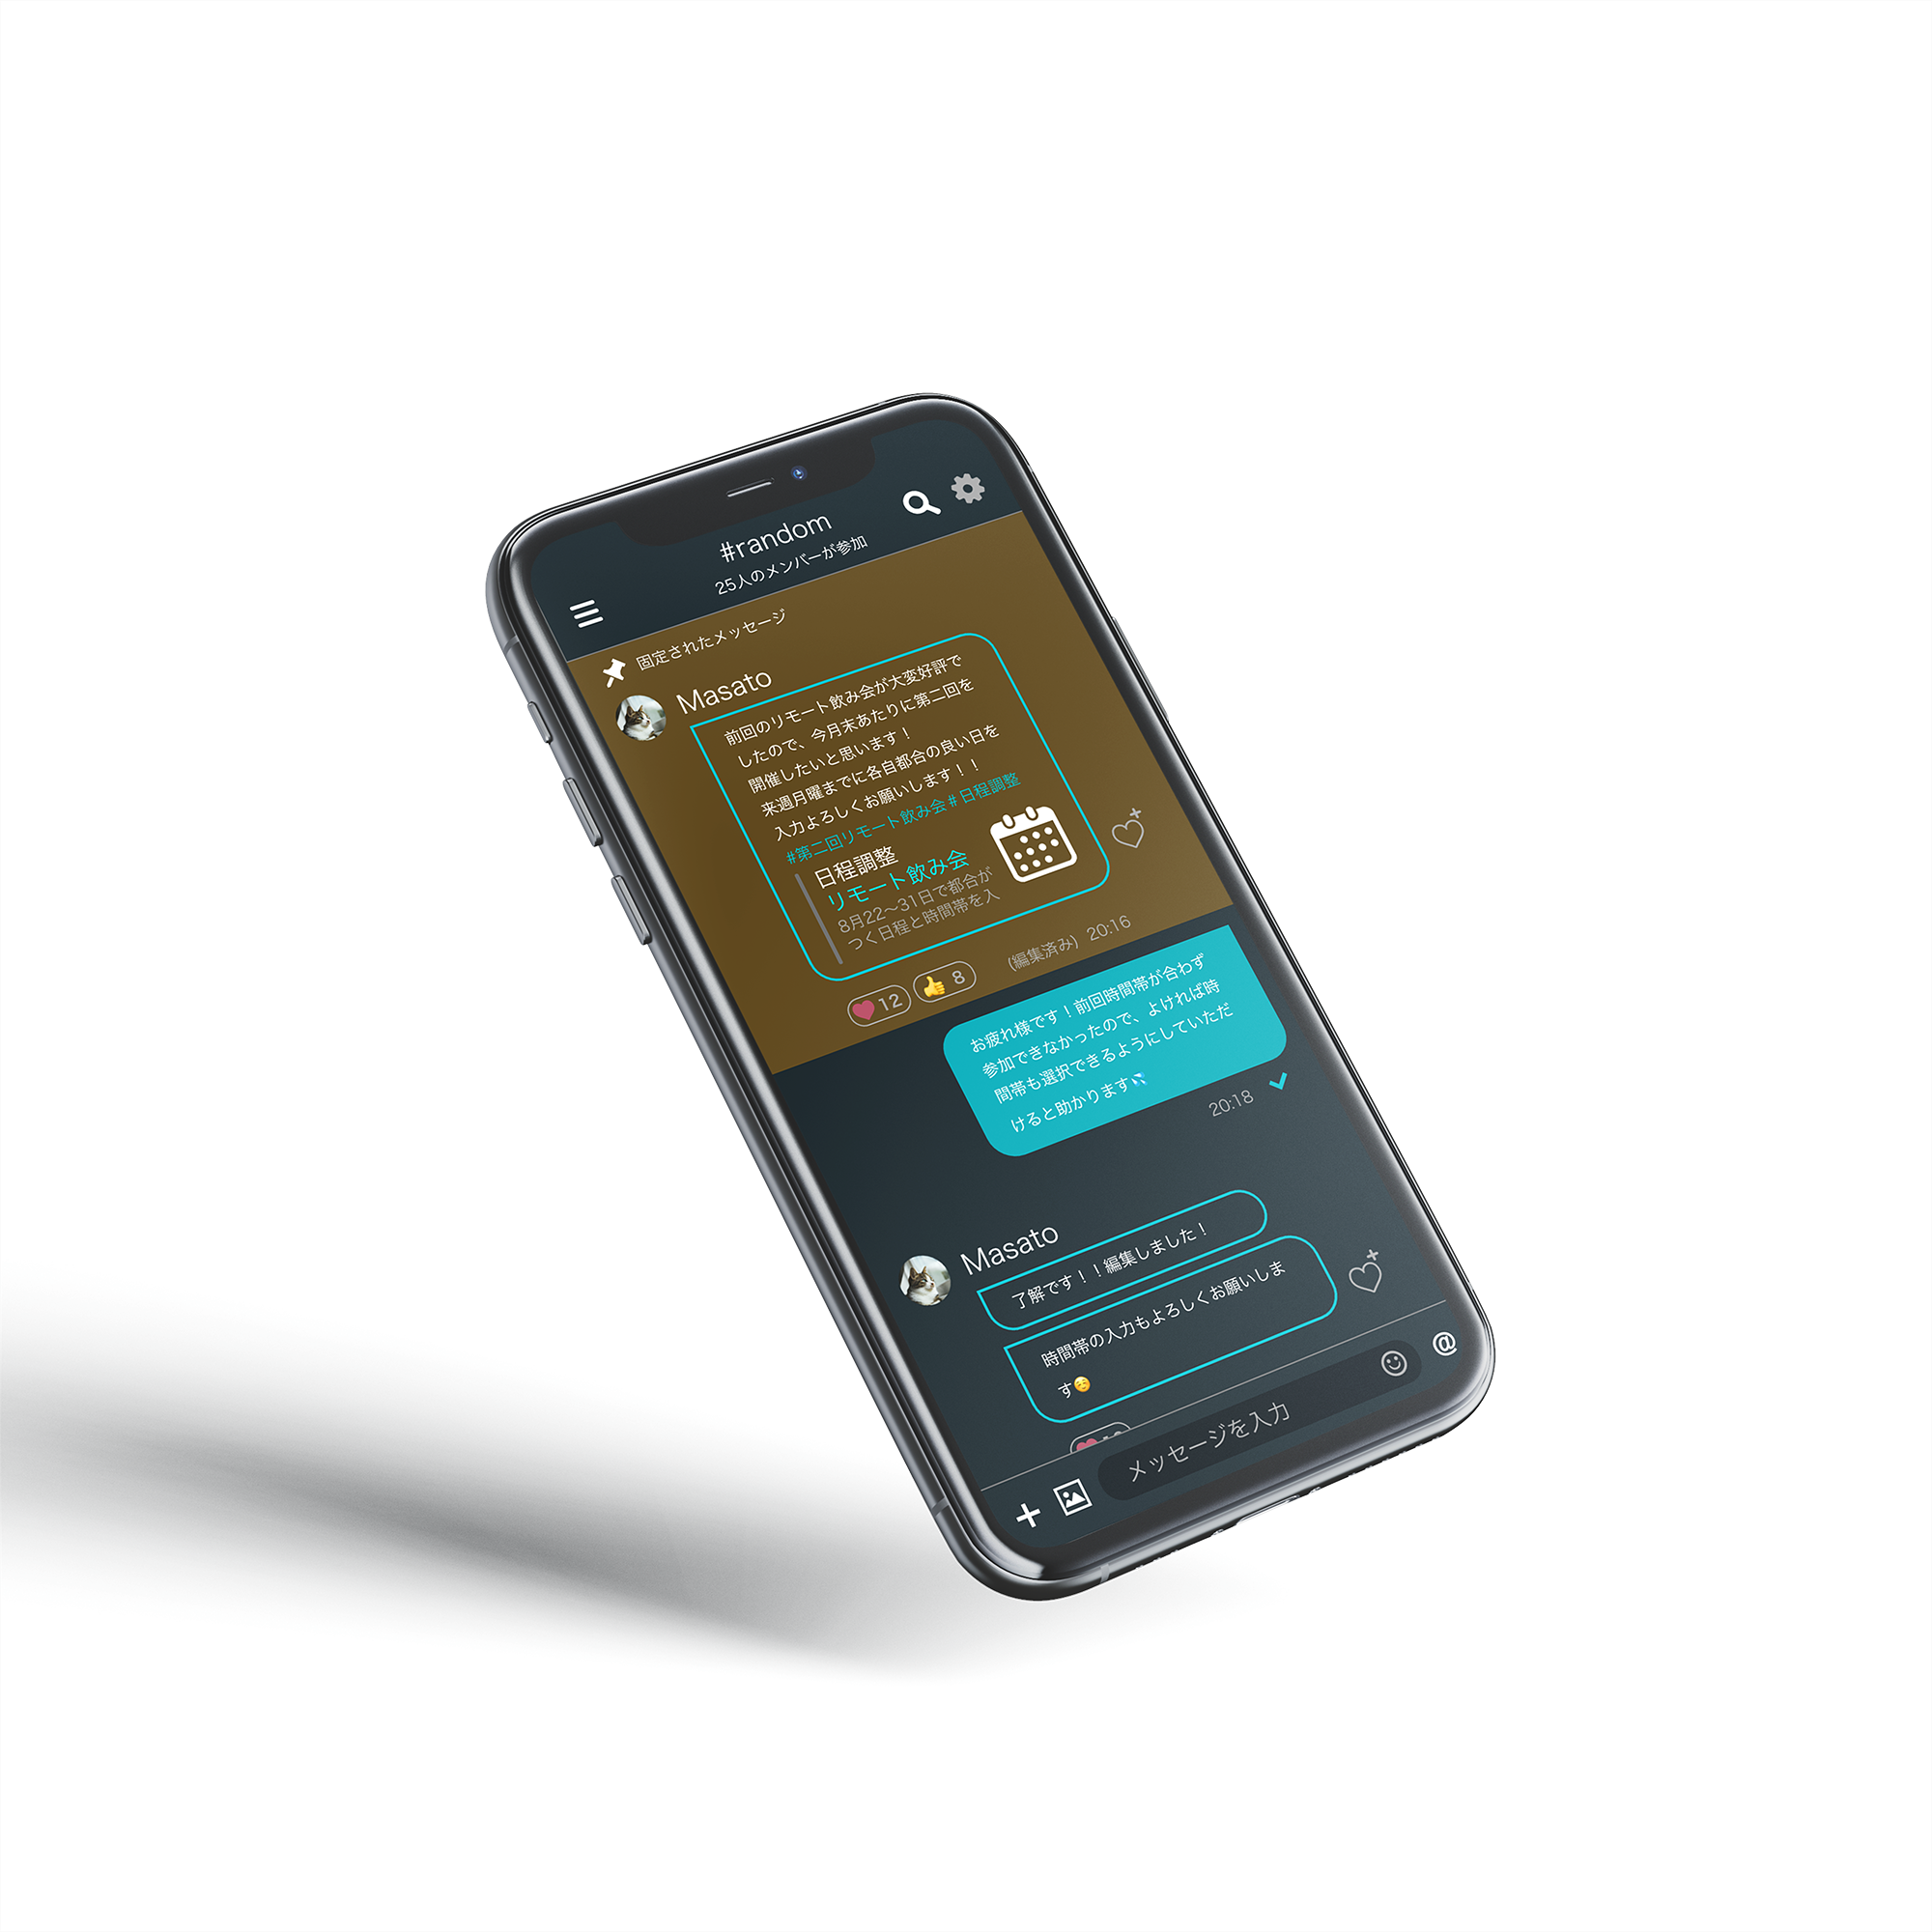 #random
25人のメンバーが参加
固定されたメッセージ
Masato
前回のリモート飲み会が大変好評で
したので、今月末あたりに第二回を
開催したいと思います！
来週月曜までに各自都合の良い日を
入力よろしくお願いします！！
#第二回リモート飲み会#日程調整
日程調整
リモート飲み会
8月22〜31日で都合が
つく日程と時間帯を入
12
8
(編集済み) 20:16
お疲れ様です！前回時間帯が合わず
参加できなかったので、よければ時
間帯も選択できるようにしていただ
けると助かります💦
20:18
Masato
了解です！！編集しました！
時間帯の入力もよろしくお願いしま
す☺️
メッセージを入力
@